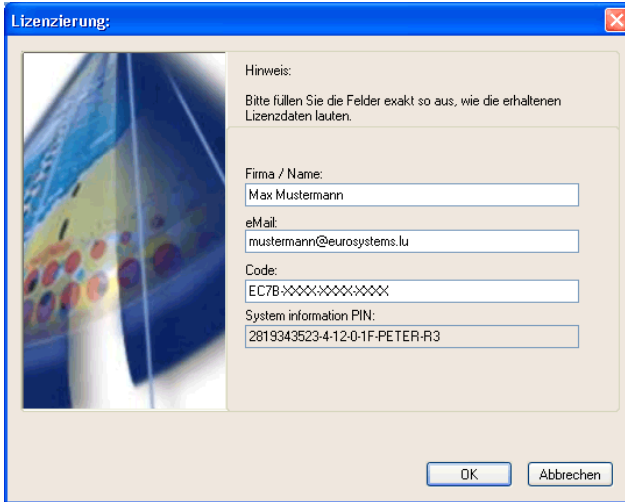 Lizenzierung:
Hinweis:
Bitte füllen Sie die Felder exakt so aus, wie die erhaltenen
Lizenzdaten lauten.
Firma / Name:
Max Mustermann
eMail:
mustermann@eurosystems.lu
Code:
EC7B-XXXX-XXXX-XXXX
System information PIN:
2819343523-4-12-0-1F-PETER-R3
OK
Abbrechen